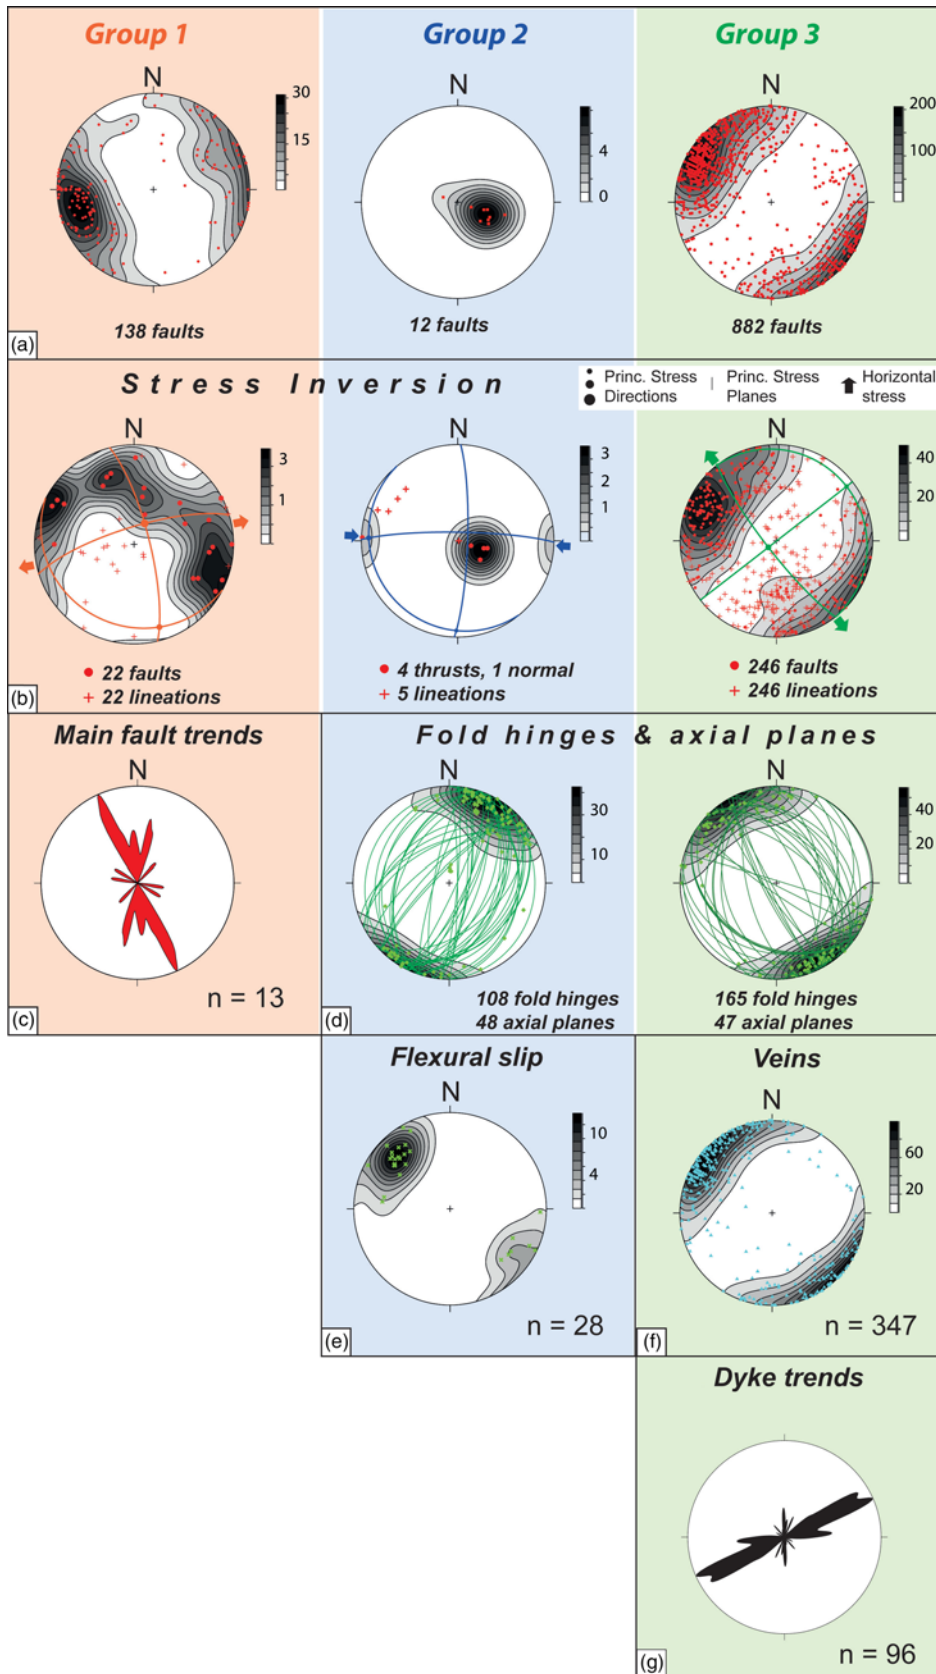 Group 1
Group 2
Group 3
N
30
15
N
4
0
N
200
100
138 faults
12 faults
882 faults
(a)
Stress Inversion
Princ. Stress
Directions
Princ. Stress
Planes
Horizontal
stress
N
3
1
N
3
2
1
N
40
20
22 faults
22 lineations
4 thrusts, 1 normal
5 lineations
246 faults
246 lineations
(b)
Main fault trends
Fold hinges & axial planes
N
N
30
10
N
40
20
n = 13
108 fold hinges
48 axial planes
165 fold hinges
47 axial planes
(c)
(d)
Flexural slip
Veins
N
10
4
N
60
20
n = 28
n = 347
(e)
(f)
Dyke trends
n = 96
(g)